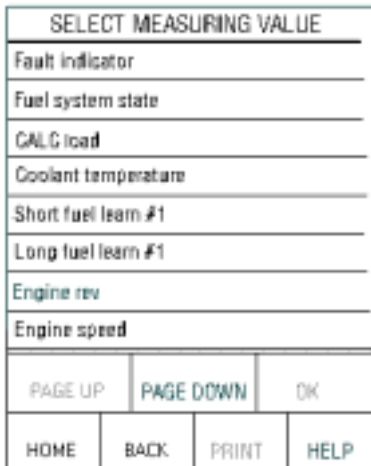 SELECT MEASURING VALUE
Fault indicator
Fuel system state
CALC load
Coolant temperature
Short fuel learn #1
Long fuel learn #1
Engine rev
Engine speed
PAGE UP PAGE DOWN OK
HOME BACK PRINT HELP